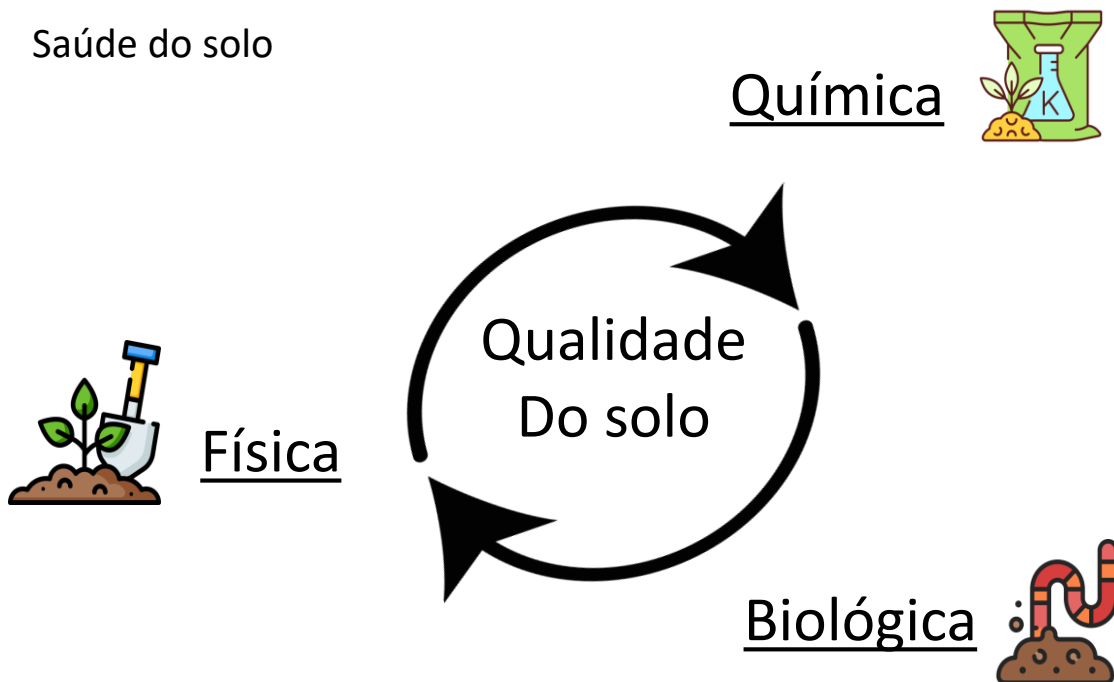 Saúde do solo
Química
K
Qualidade
Do solo
Física
Biológica